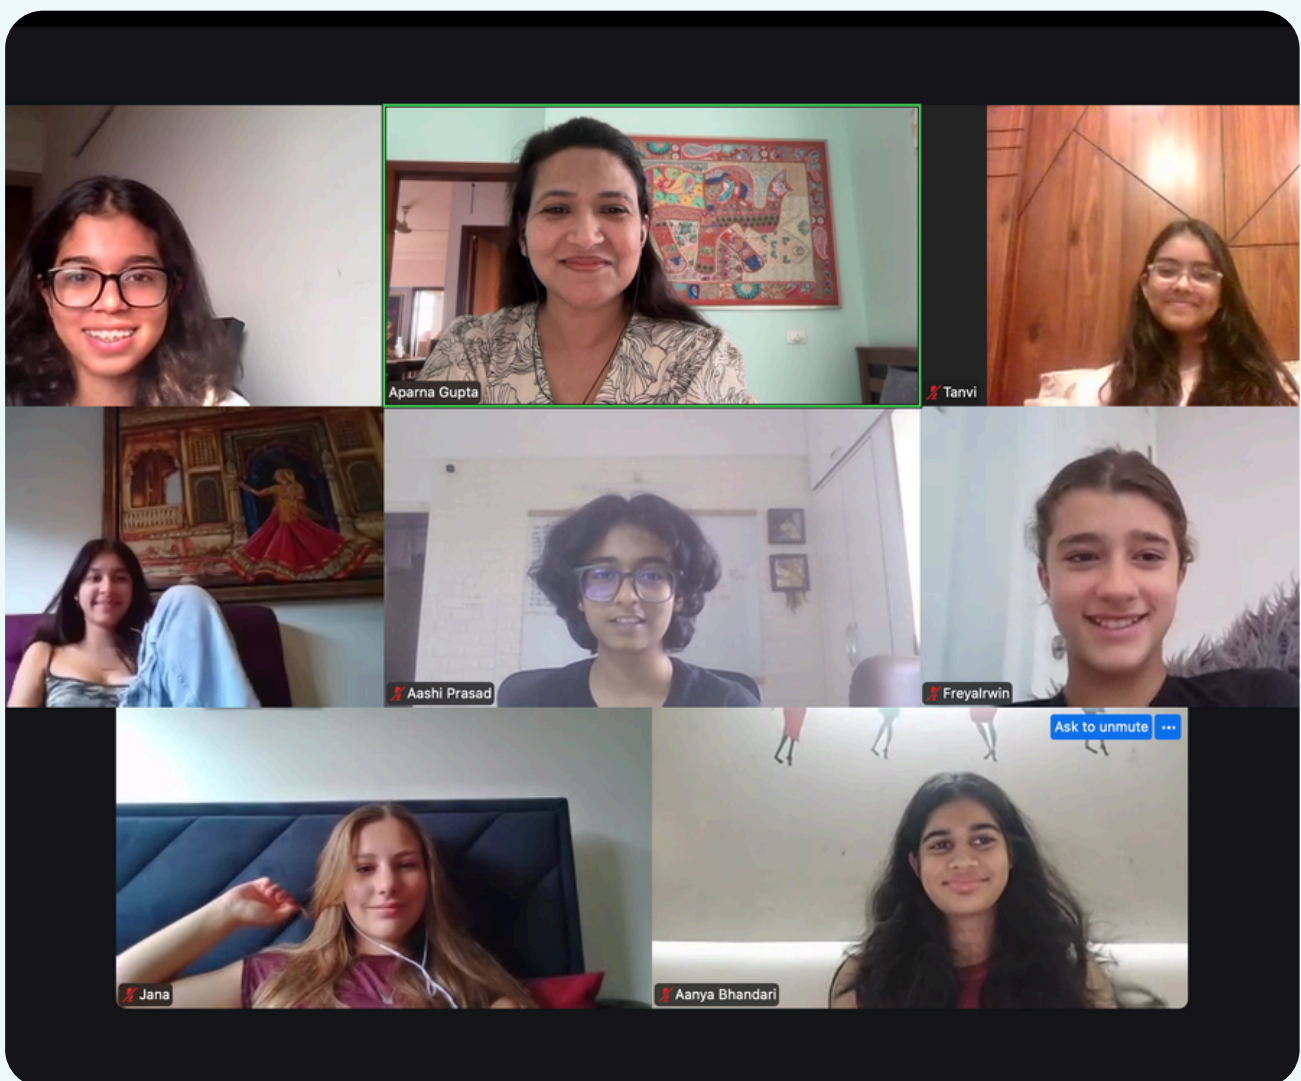 Aparna Gupta
Tanvi
Aashi Prasad
FreyaIrwin
Ask to unmute
Jana
Aanya Bhandari